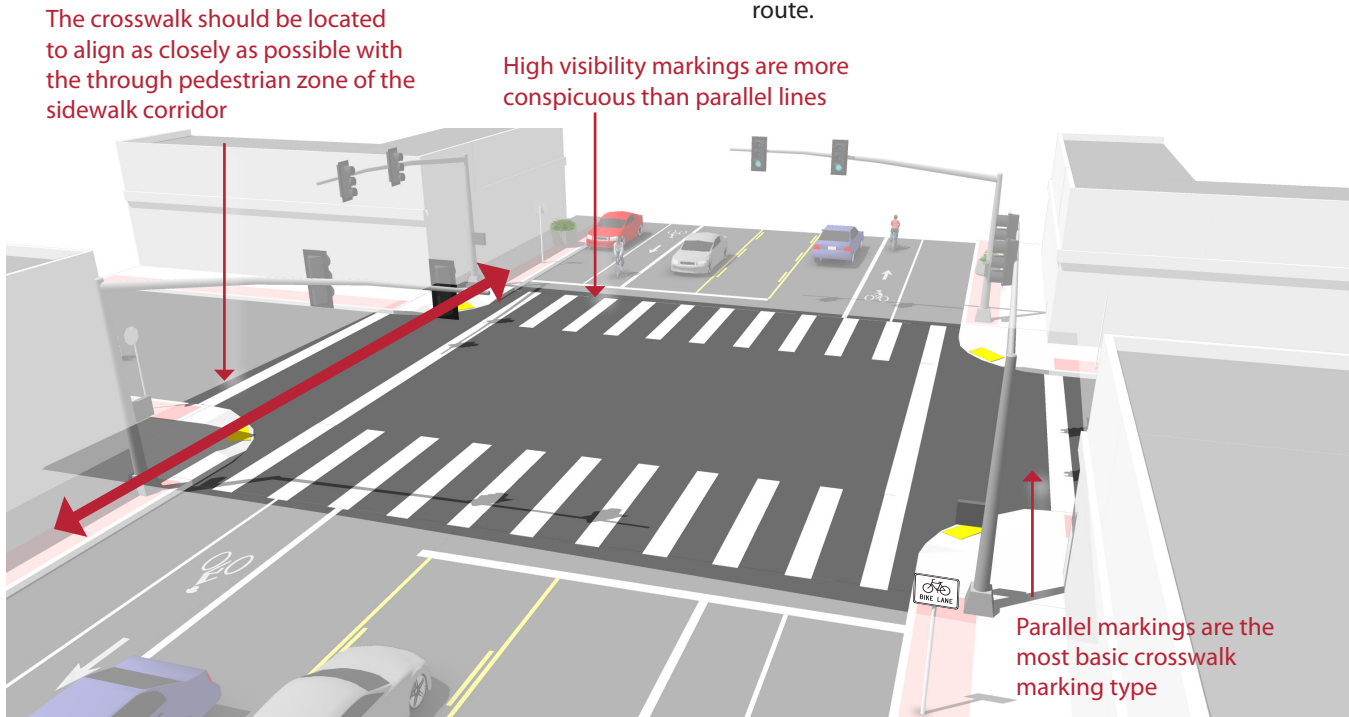 route.
The crosswalk should be located
to align as closely as possible with
the through pedestrian zone of the
sidewalk corridor
High visibility markings are more
conspicuous than parallel lines
BIKE LANE
Parallel markings are the
most basic crosswalk
marking type